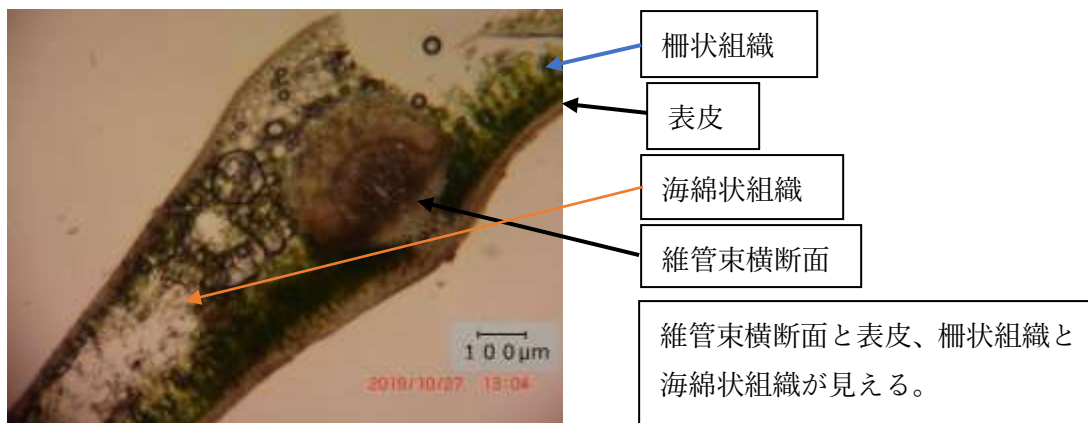 柵状組織
表皮
海綿状組織
維管束横断面
維管束横断面と表皮、柵状組織と
海綿状組織が見える。
100μm
2019/10/27 13:04